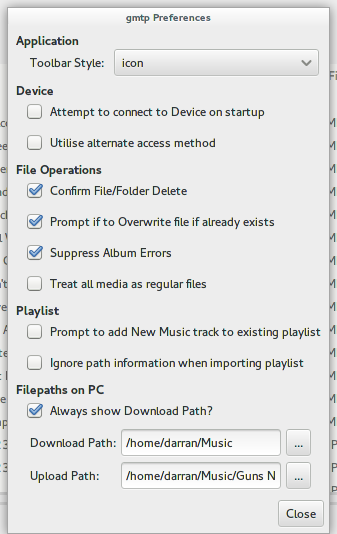 gmtp Preferences
Application
Toolbar Style: icon
Device
Attempt to connect to Device on startup
Utilise alternate access method
File Operations
Confirm File/Folder Delete
Prompt if to Overwrite file if already exists
Suppress Album Errors
Treat all media as regular files
Playlist
Prompt to add New Music track to existing playlist
Ignore path information when importing playlist
Filepaths on PC
Always show Download Path?
Download Path: /home/darran/Music ...
Upload Path: /home/darran/Music/Guns N ...
Close